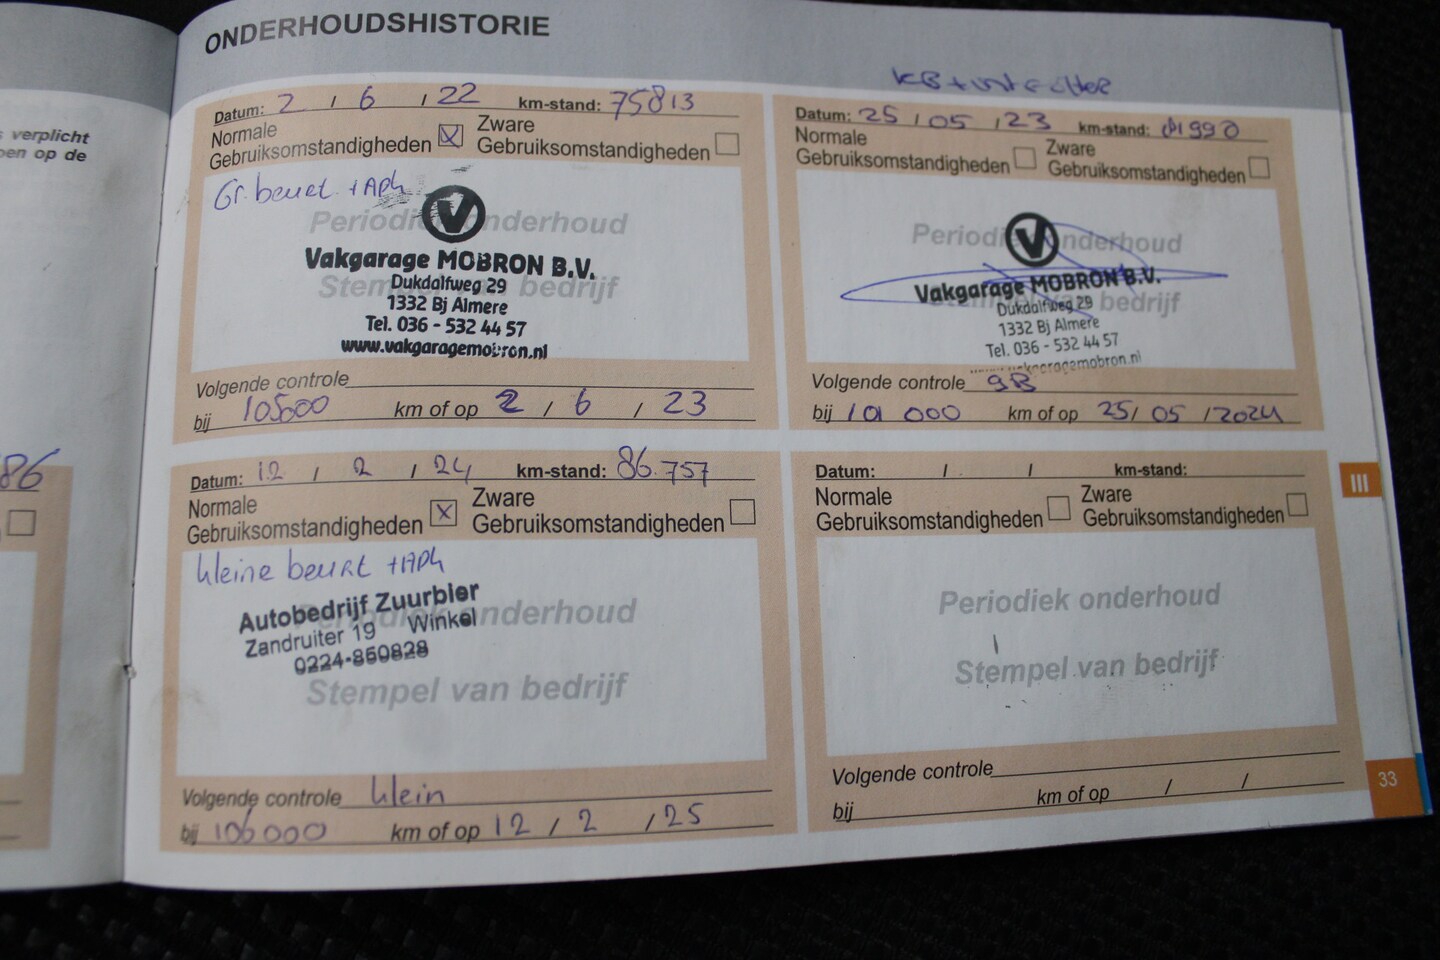 ONDERHOUDSHISTORIE
s verplicht
oen op de
86
Datum: 2 / 6 / 22 km-stand: 75813
Normale
Gebruiksomstandigheden X
Zware
Gebruiksomstandigheden
Gr. beurt + APk
Periodiek onderhoud
Stempel van bedrijf
Vakgarage MOBRON B.V.
Dukdalfweg 29
1332 Bj Almere
Tel. 036 - 532 44 57
www.vakgaragemobron.nl
Volgende controle
bij 105000 km of op 2 / 6 / 23
KB +
Datum: 25 / 05 / 23 km-stand: 81990
Normale
Gebruiksomstandigheden
Zware
Gebruiksomstandigheden
Periodiek onderhoud
Stempel van bedrijf
Vakgarage MOBRON B.V.
Dukdalfweg 29
1332 Bj Almere
Tel. 036 - 532 44 57
www.vakgaragemobron.nl
Volgende controle GB
bij 101 000 km of op 25/ 05 / 2024
Datum: 12 / 2 / 24 km-stand: 86.757
Normale
Gebruiksomstandigheden X
Zware
Gebruiksomstandigheden
kleine beurt + APk
Autobedrijf Zuurbier
Zandruiter 19 Winkel
0224-860828
Periodiek onderhoud
Stempel van bedrijf
Volgende controle klein
bij 106000 km of op 12 / 2 / 25
Datum: / / km-stand:
Normale
Gebruiksomstandigheden
Zware
Gebruiksomstandigheden
Periodiek onderhoud
Stempel van bedrijf
Volgende controle
bij km of op / /
III
33